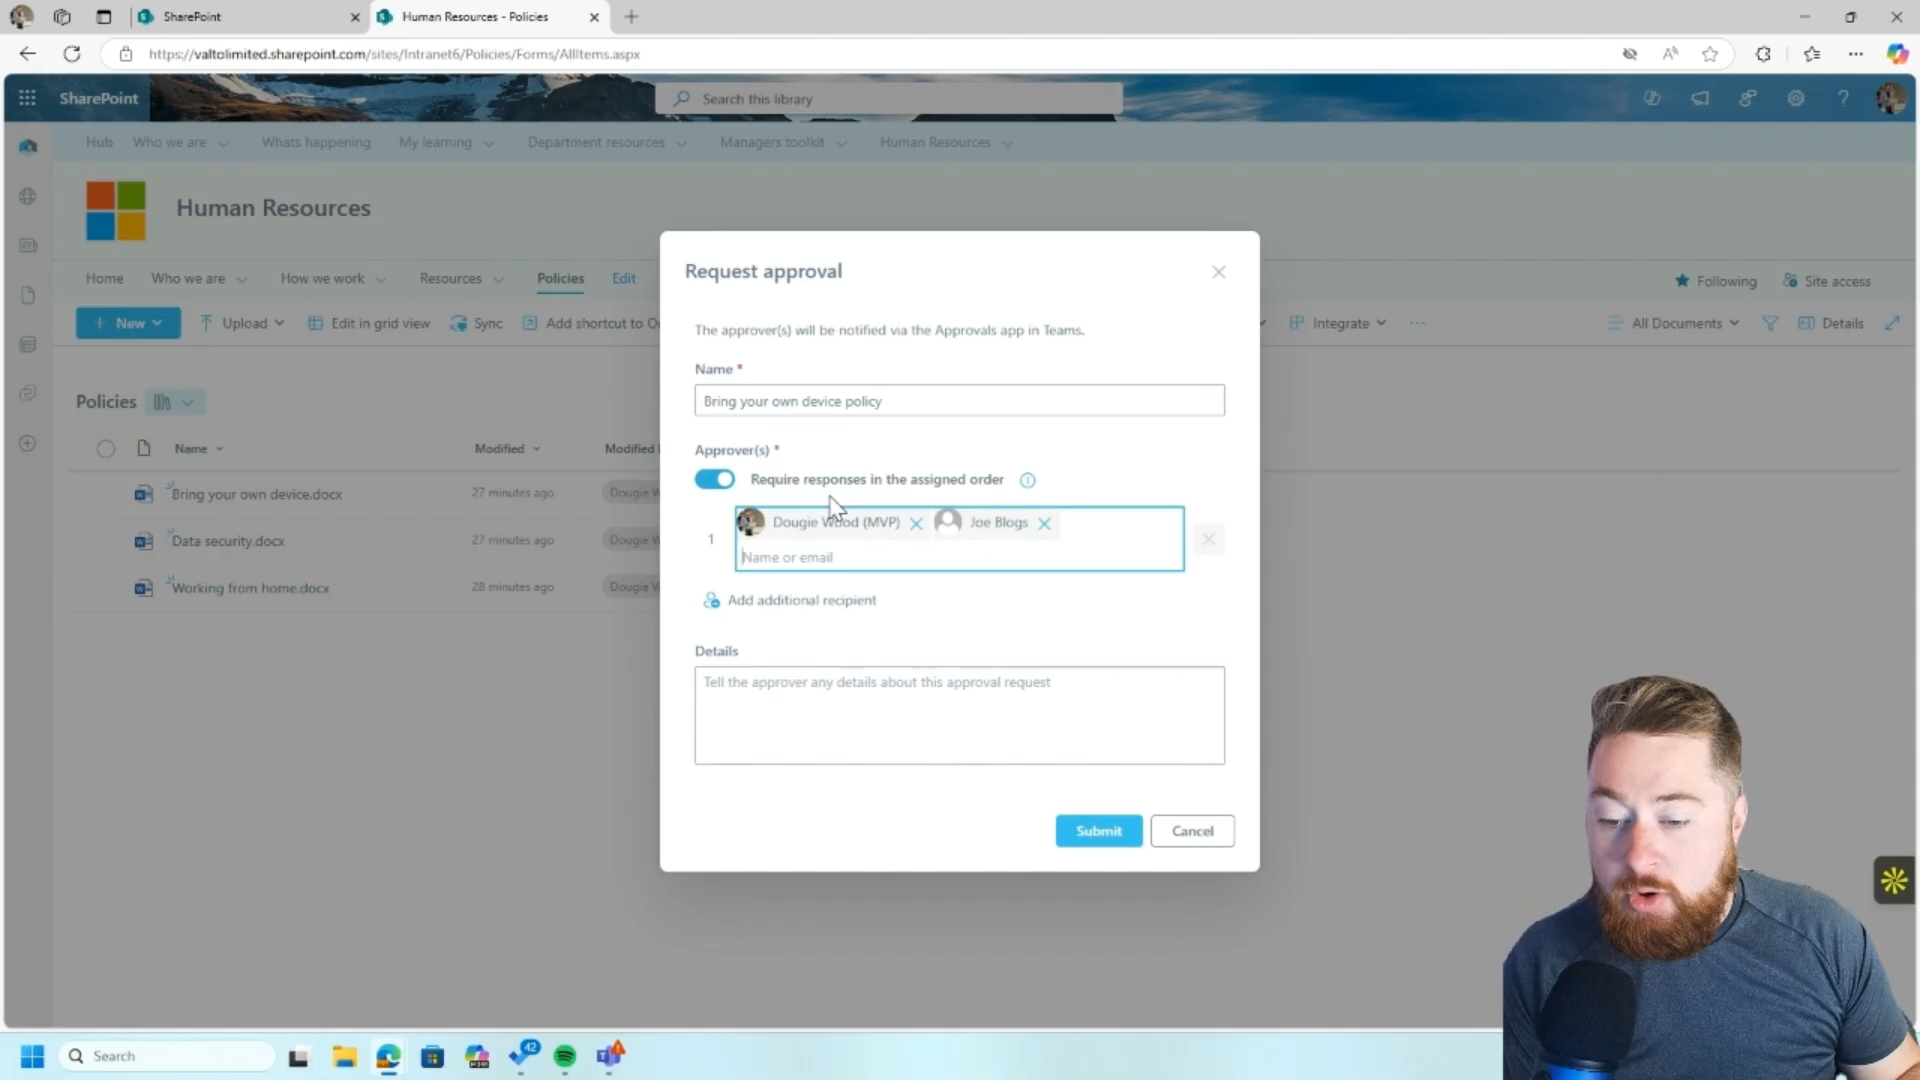 SharePoint
Human Resources - Policies
https://valtolimited.sharepoint.com/sites/Intranet6/Policies/Forms/AllItems.aspx
SharePoint
Search this library
Hub
Who we are
Whats happening
My learning
Department resources
Managers toolkit
Human Resources
Human Resources
Home
Who we are
How we work
Resources
Policies
Edit
Following
Site access
New
Upload
Edit in grid view
Sync
Add shortcut to O
Integrate
All Documents
Details
Policies
Name
Modified
Modified
Bring your own device.docx
27 minutes ago
Dougie W
Data security.docx
27 minutes ago
Dougie W
Working from home.docx
28 minutes ago
Dougie W
Request approval
The approver(s) will be notified via the Approvals app in Teams.
Name *
Bring your own device policy
Approver(s) *
Require responses in the assigned order
1
Dougie Wood (MVP)
Joe Blogs
Name or email
Add additional recipient
Details
Tell the approver any details about this approval request
Submit
Cancel
Search
42